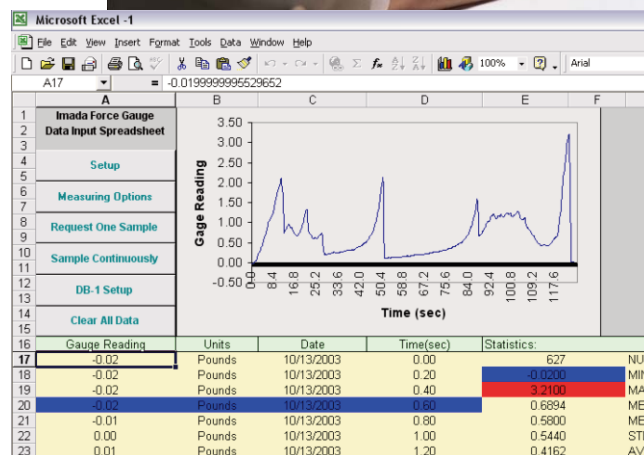 Microsoft Excel -1
File Edit View Insert Format Tools Data Window Help
100% Arial
A17 = -0.0199999995529652
A B C D E F
1 Imada Force Gauge
2 Data Input Spreadsheet
3
4 Setup
5
6 Measuring Options
7
8 Request One Sample
9
10 Sample Continuously
11
12 DB-1 Setup
13
14 Clear All Data
15
Gage Reading
3.50
3.00
2.50
2.00
1.50
1.00
0.50
0.00
-0.50
0.0 8.4 16.8 25.2 33.6 42.0 50.4 58.8 67.2 75.6 84.0 92.4 100.8 109.2 117.6
Time (sec)
16 Gauge Reading Units Date Time(sec) Statistics:
17 -0.02 Pounds 10/13/2003 0.00 627 NU
18 -0.02 Pounds 10/13/2003 0.20 -0.0200 MI
19 -0.02 Pounds 10/13/2003 0.40 3.2100 MA
20 -0.02 Pounds 10/13/2003 0.60 0.6894 ME
21 -0.01 Pounds 10/13/2003 0.80 0.5800 ME
22 0.00 Pounds 10/13/2003 1.00 0.5440 ST
23 0.01 Pounds 10/13/2003 1.20 0.4162 AV